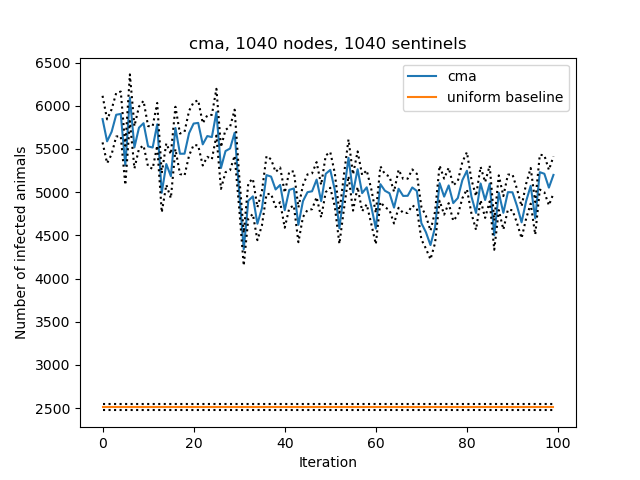 cma, 1040 nodes, 1040 sentinels
6500
6000
5500
5000
4500
4000
3500
3000
2500
Number of infected animals
cma
uniform baseline
0 20 40 60 80 100
Iteration